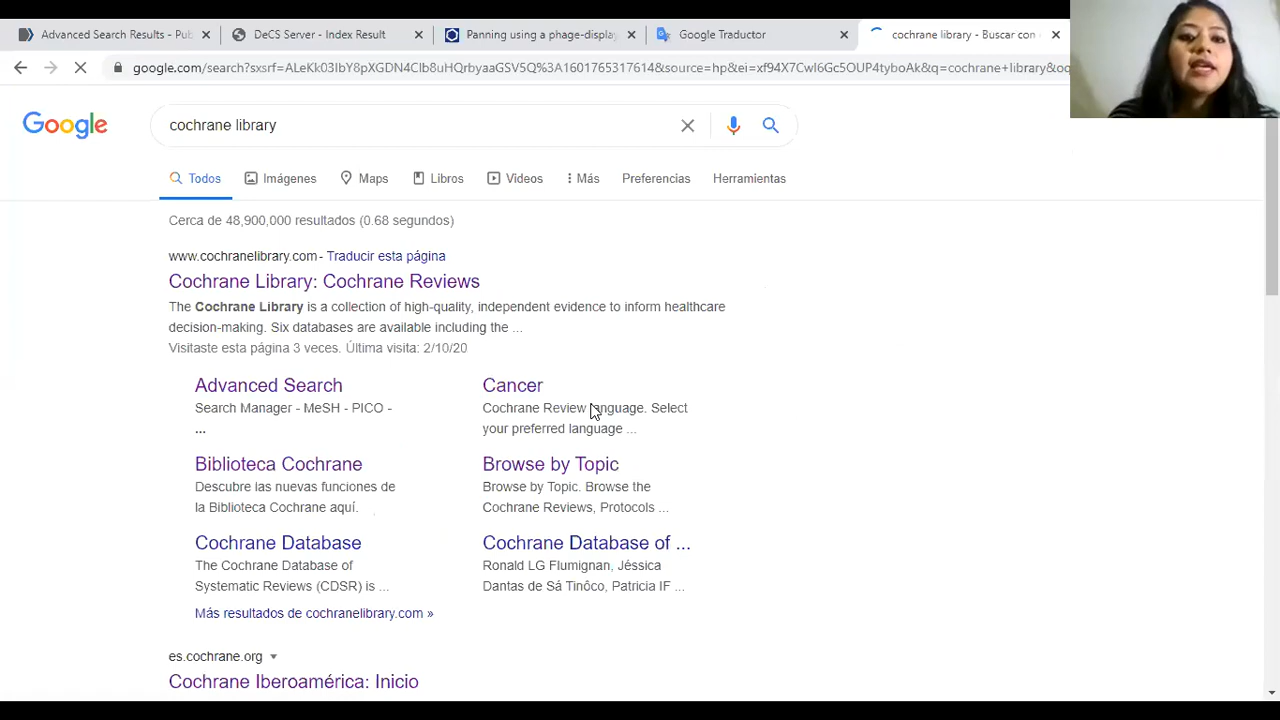 Advanced Search Results - Pub
DeCS Server - Index Result
Panning using a phage-display
Google Traductor
cochrane library - Buscar con
google.com/search?sxsrf=ALeKk03IbY8pXGDN4Clb8uHQrbyaaGSV5Q%3A1601765317614&source=hp&ei=xf94X7CwI6Gc5OUP4tyboAk&q=cochrane+library&oq
Google
cochrane library
Todos
Imágenes
Maps
Libros
Videos
Más
Preferencias
Herramientas
Cerca de 48,900,000 resultados (0.68 segundos)
www.cochranelibrary.com - Traducir esta página
Cochrane Library: Cochrane Reviews
The Cochrane Library is a collection of high-quality, independent evidence to inform healthcare
decision-making. Six databases are available including the ...
Visitaste esta página 3 veces. Última visita: 2/10/20
Advanced Search
Search Manager - MeSH - PICO -
...
Cancer
Cochrane Review language. Select
your preferred language ...
Biblioteca Cochrane
Descubre las nuevas funciones de
la Biblioteca Cochrane aquí.
Browse by Topic
Browse by Topic. Browse the
Cochrane Reviews, Protocols ...
Cochrane Database
The Cochrane Database of
Systematic Reviews (CDSR) is ...
Cochrane Database of ...
Ronald LG Flumignan, Jéssica
Dantas de Sá Tinôco, Patricia IF ...
Más resultados de cochranelibrary.com »
es.cochrane.org
Cochrane Iberoamérica: Inicio